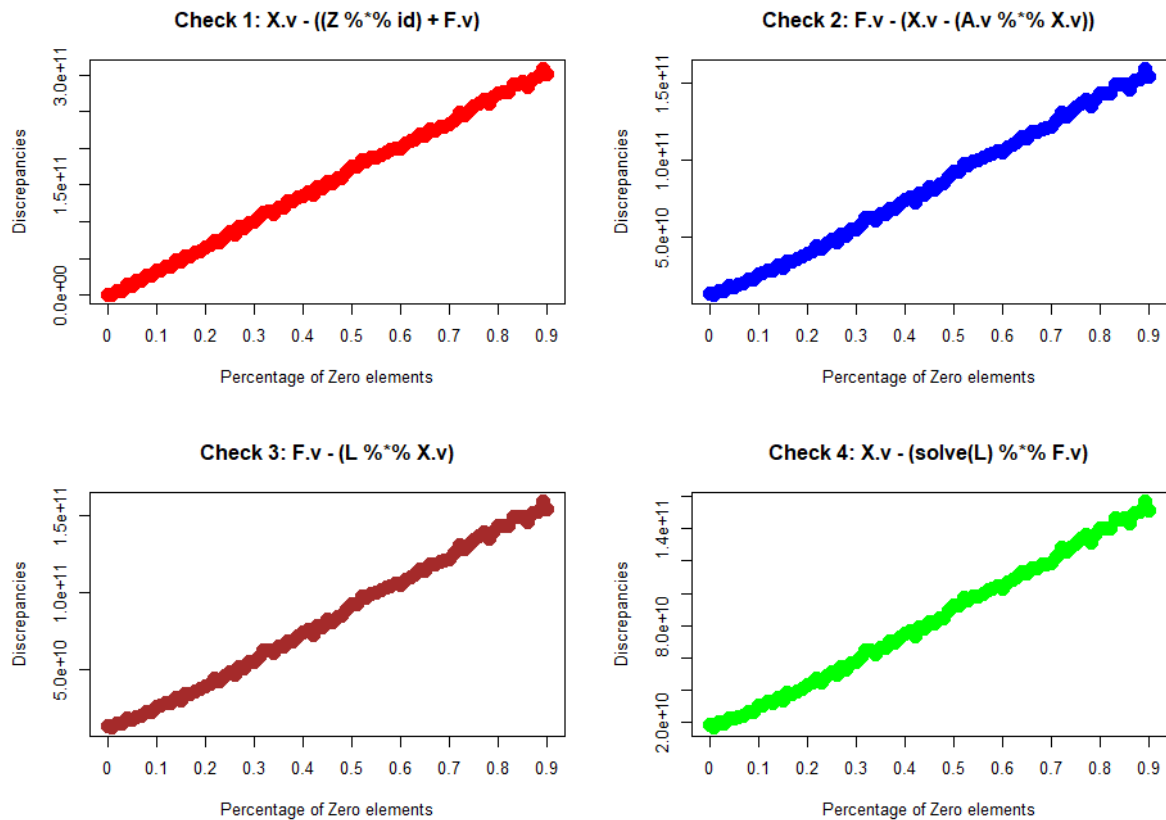 Check 1: X.v - ((Z %*% id) + F.v)
Discrepancies
3.0e+11
1.5e+11
0.0e+00
0 0.1 0.2 0.3 0.4 0.5 0.6 0.7 0.8 0.9
Percentage of Zero elements
Check 2: F.v - (X.v - (A.v %*% X.v))
Discrepancies
1.5e+11
1.0e+11
5.0e+10
0 0.1 0.2 0.3 0.4 0.5 0.6 0.7 0.8 0.9
Percentage of Zero elements
Check 3: F.v - (L %*% X.v)
Discrepancies
1.5e+11
1.0e+11
5.0e+10
0 0.1 0.2 0.3 0.4 0.5 0.6 0.7 0.8 0.9
Percentage of Zero elements
Check 4: X.v - (solve(L) %*% F.v)
Discrepancies
1.4e+11
8.0e+10
2.0e+10
0 0.1 0.2 0.3 0.4 0.5 0.6 0.7 0.8 0.9
Percentage of Zero elements